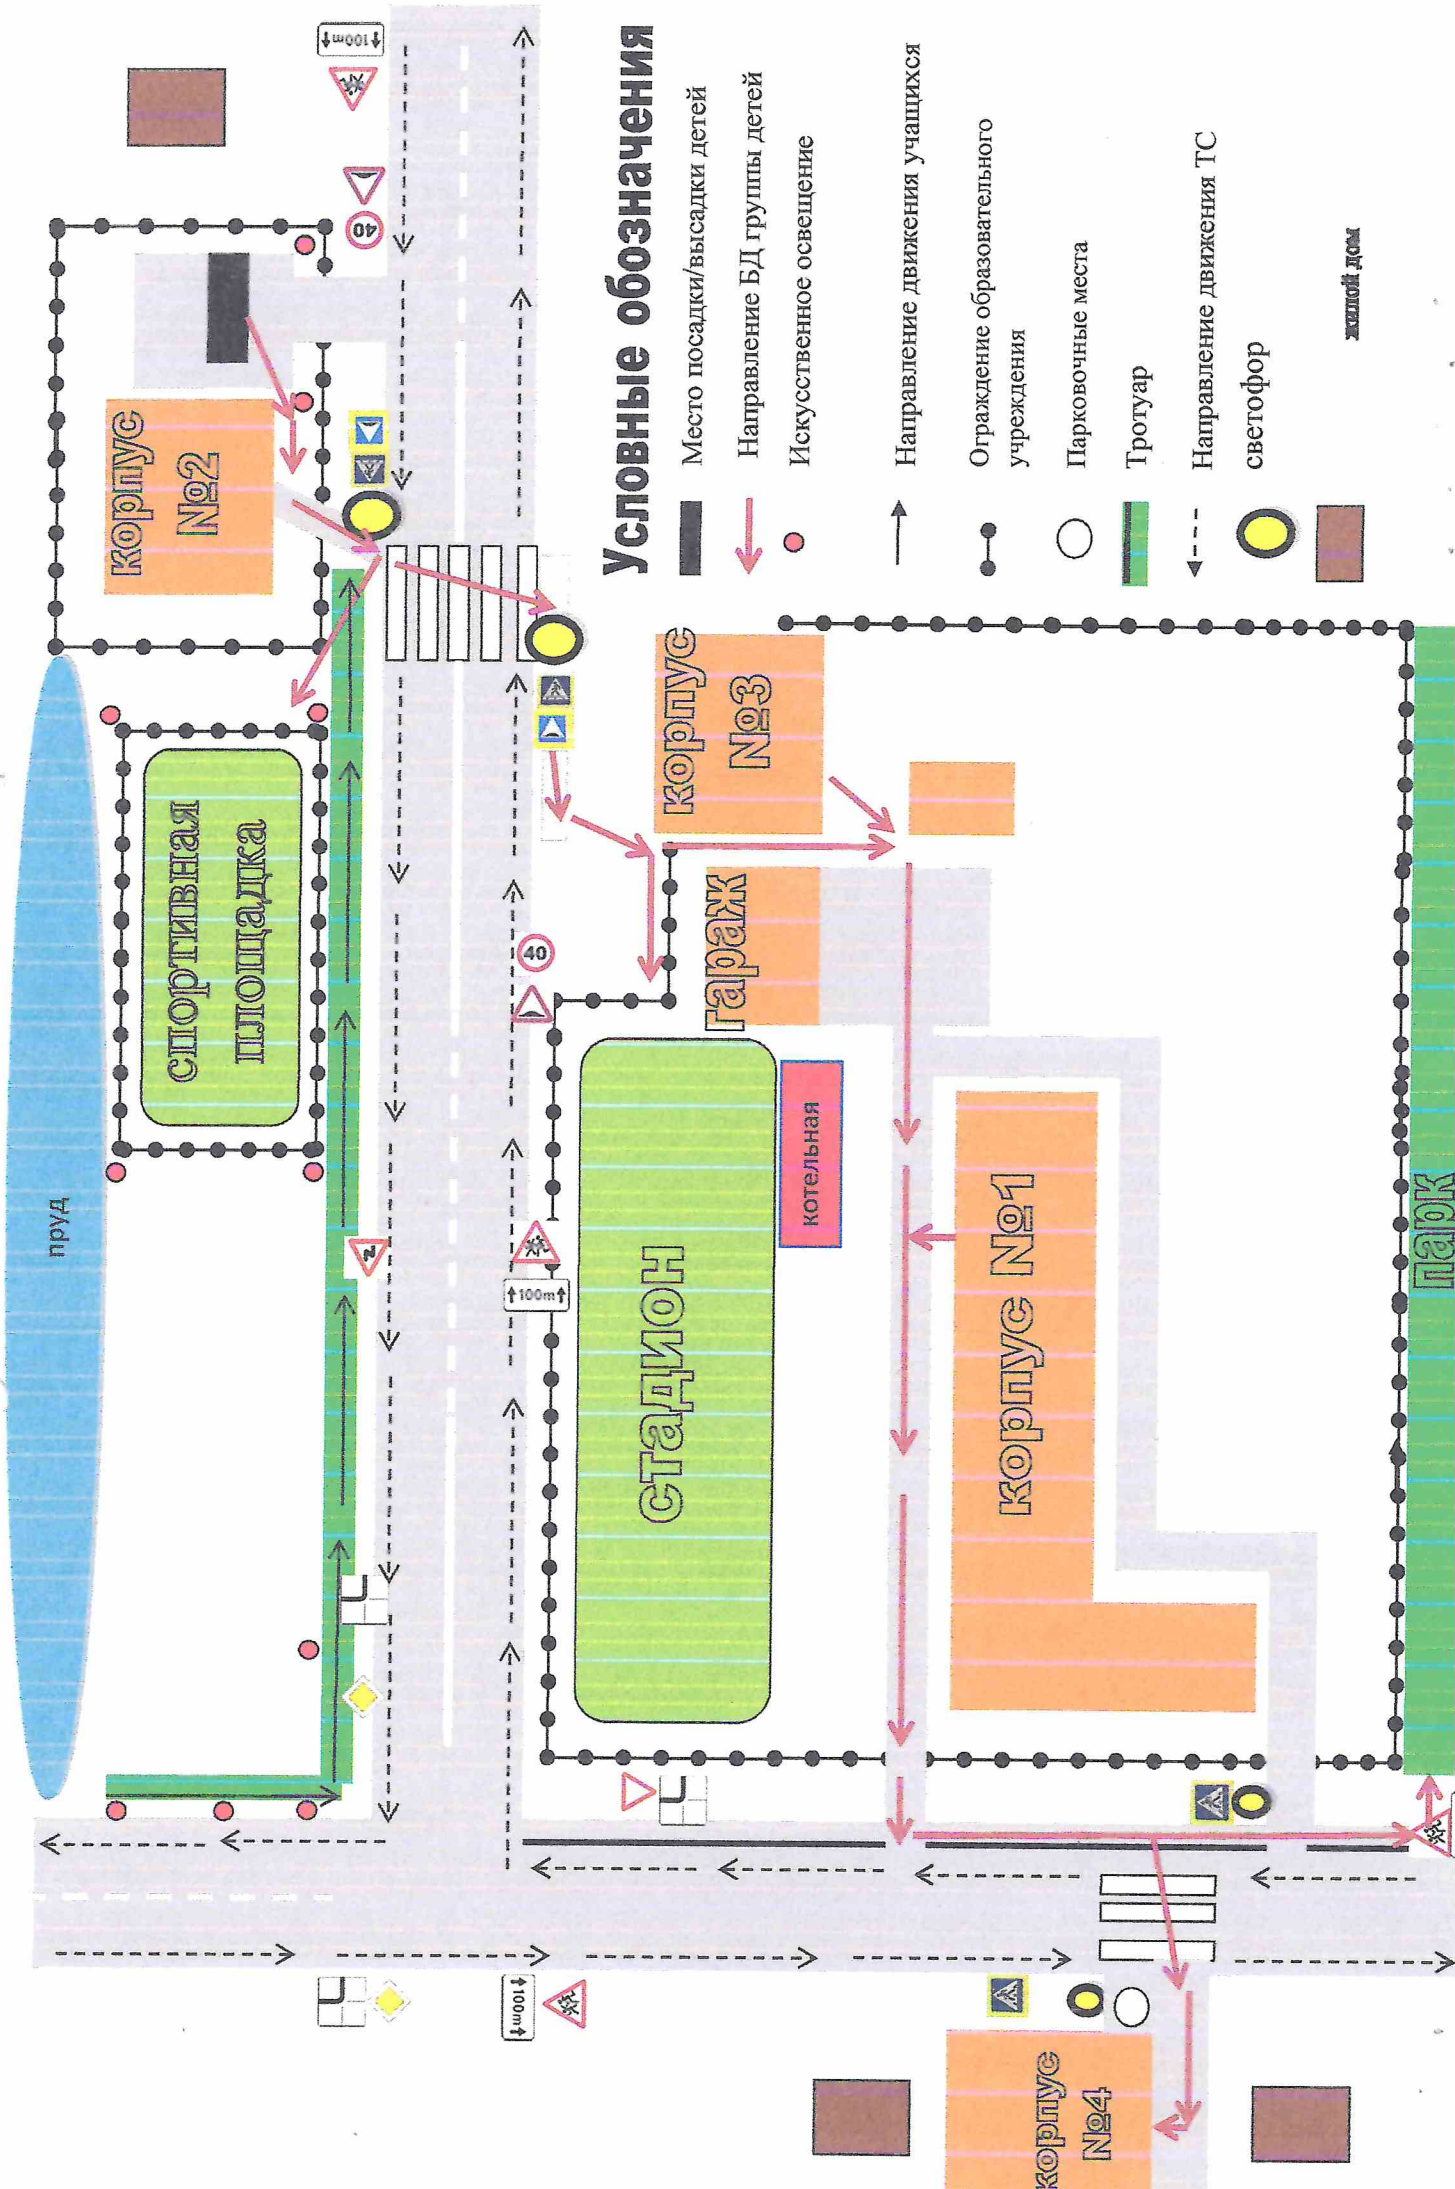 пруд
спортивная
площадка
корпус
№2
100m
40
Условные обозначения
Место посадки/высадки детей
Направление БД группы детей
Искусственное освещение
Направление движения учащихся
Ограждение образовательного
учреждения
Парковочные места
Тротуар
Направление движения ТС
светофор
жилой дом
40
100m
стадион
котельная
гараж
корпус
№3
корпус №1
парк
100m
корпус
№4